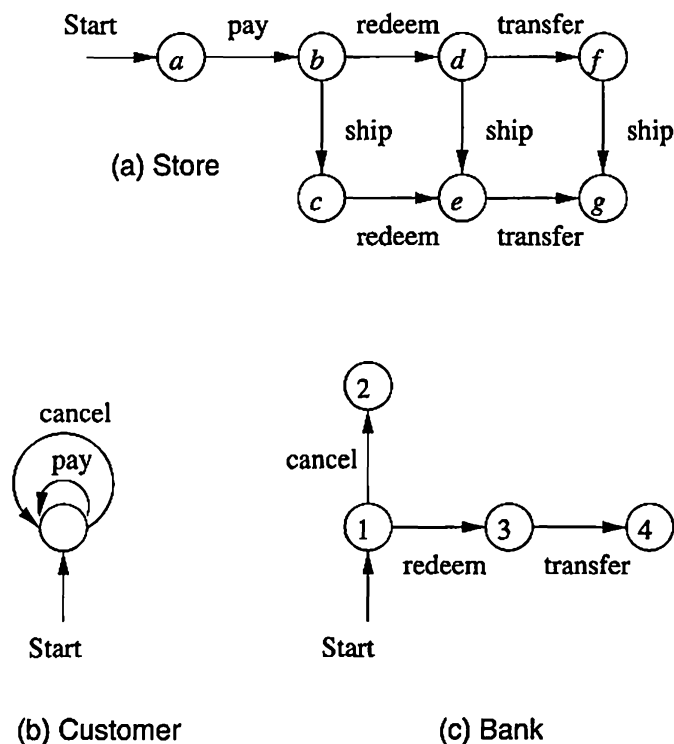 Start pay redeem transfer
a b d f
ship ship ship
(a) Store
c e g
redeem transfer
cancel
pay
Start
(b) Customer
2
cancel
1 3 4
redeem transfer
Start
(c) Bank